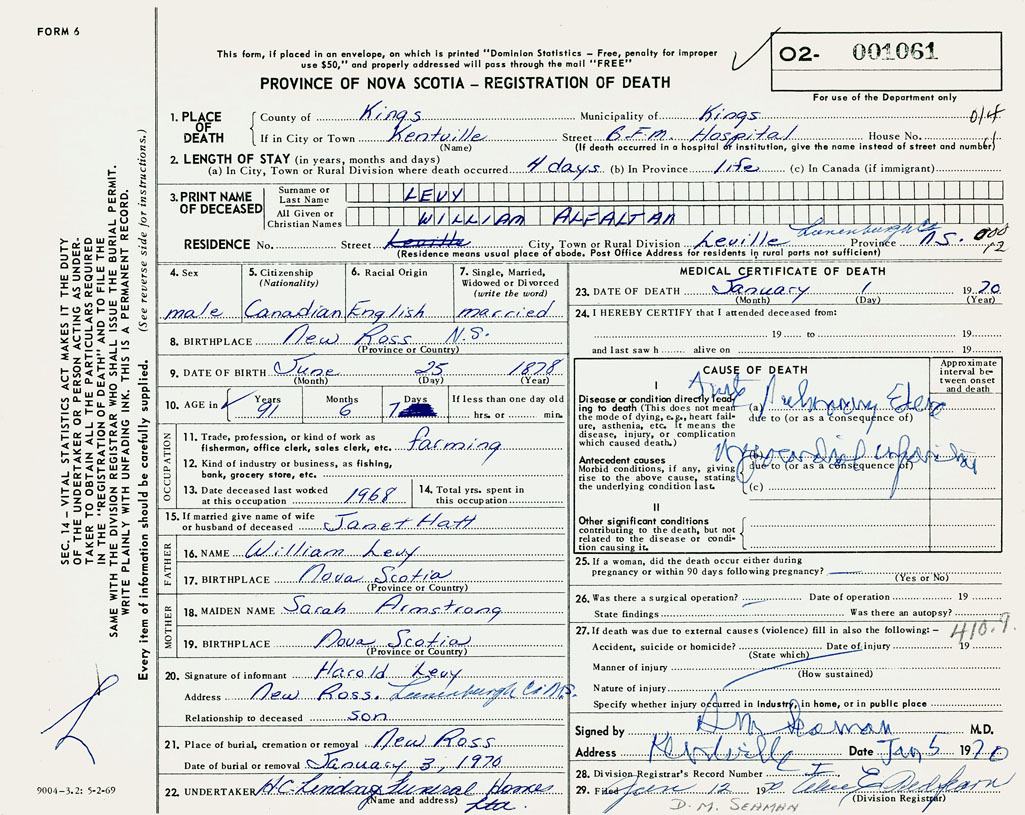 FORM 6
This form, if placed in an envelope, on which is printed "Dominion Statistics – Free, penalty for improper
use $50," and properly addressed will pass through the mail "FREE"
02- 001061
For use of the Department only
PROVINCE OF NOVA SCOTIA – REGISTRATION OF DEATH
1. PLACE OF DEATH
County of Kings Municipality of Kings 014
If in City or Town Kentville Street B.F.M. Hospital House No.
(Name) (If death occurred in a hospital or institution, give the name instead of street and number)
2. LENGTH OF STAY (in years, months and days)
(a) In City, Town or Rural Division where death occurred 4 days (b) In Province life (c) In Canada (if immigrant)
3. PRINT NAME OF DECEASED
Surname or Last Name LEVY
All Given or Christian Names WILLIAM ALFALTAM
RESIDENCE No. Street Leville City, Town or Rural Division Leville Lunenburgh Co Province N.S.
(Residence means usual place of abode. Post Office Address for residents in rural parts not sufficient)
4. Sex
male
5. Citizenship (Nationality)
Canadian
6. Racial Origin
English
7. Single, Married, Widowed or Divorced (write the word)
married
8. BIRTHPLACE New Ross N.S.
(Province or Country)
9. DATE OF BIRTH June 25 1878
(Month) (Day) (Year)
10. AGE in Years 91 Months 6 Days 7 If less than one day old
hrs. or min.
OCCUPATION
11. Trade, profession, or kind of work as fisherman, office clerk, sales clerk, etc. farming
12. Kind of industry or business, as fishing, bank, grocery store, etc.
13. Date deceased last worked at this occupation 1968
14. Total yrs. spent in this occupation
15. If married give name of wife or husband of deceased Janet Hatt
FATHER
16. NAME William Levy
17. BIRTHPLACE Nova Scotia
(Province or Country)
MOTHER
18. MAIDEN NAME Sarah Armstrong
19. BIRTHPLACE Nova Scotia
(Province or Country)
20. Signature of informant Harold Levy
Address New Ross. Lunenburgh Co N.S.
Relationship to deceased son
21. Place of burial, cremation or removal New Ross
Date of burial or removal January 3, 1970
22. UNDERTAKER H.C. Lindsay Funeral Homes Ltd.
(Name and address)
MEDICAL CERTIFICATE OF DEATH
23. DATE OF DEATH January 1 1970
(Month) (Day) (Year)
24. I HEREBY CERTIFY that I attended deceased from:
19 to 19
and last saw h alive on 19
CAUSE OF DEATH
Approximate interval between onset and death
I
Disease or condition directly leading to death (This does not mean the mode of dying, e.g., heart failure, asthenia, etc. It means the disease, injury, or complication which caused death.)
(a) Pulmonary
due to (or as a consequence of)
Antecedent causes
Morbid conditions, if any, giving rise to the above cause, stating the underlying condition last.
(b) Myocardial
due to (or as a consequence of)
(c)
II
Other significant conditions contributing to the death, but not related to the disease or condition causing it.
25. If a woman, did the death occur either during
pregnancy or within 90 days following pregnancy?
(Yes or No)
26. Was there a surgical operation? Date of operation 19
State findings Was there an autopsy?
27. If death was due to external causes (violence) fill in also the following: – 410.9
Accident, suicide or homicide? Date of injury 19
(State which)
Manner of injury
(How sustained)
Nature of injury
Specify whether injury occurred in Industry, in home, or in public place
Signed by D M Seaman M.D.
Address Kentville Date Jan 5 1970
28. Division Registrar's Record Number 1
29. Filed Jan 12 1970
(Division Registrar)
D. M. SEAMAN
SEC. 14 – VITAL STATISTICS ACT MAKES IT THE DUTY
OF THE UNDERTAKER OR PERSON ACTING AS UNDER-
TAKER TO OBTAIN ALL THE PARTICULARS REQUIRED
IN THE "REGISTRATION OF DEATH" AND TO FILE THE
SAME WITH THE DIVISION REGISTRAR WHO SHALL ISSUE THE BURIAL PERMIT.
WRITE PLAINLY WITH UNFADING INK. THIS IS A PERMANENT RECORD.
Every item of information should be carefully supplied. (See reverse side for instructions.)
9004-3.2: 5-2-69